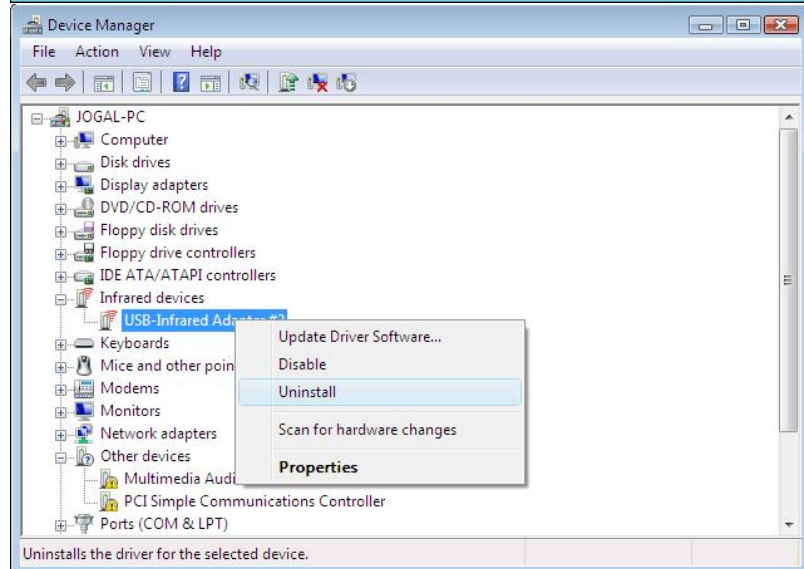 Device Manager
File Action View Help
JOGAL-PC
Computer
Disk drives
Display adapters
DVD/CD-ROM drives
Floppy disk drives
Floppy drive controllers
IDE ATA/ATAPI controllers
Infrared devices
USB-Infrared Adapter #2
Keyboards
Mice and other poin
Modems
Monitors
Network adapters
Other devices
Multimedia Audi
PCI Simple Communications Controller
Ports (COM & LPT)
Update Driver Software...
Disable
Uninstall
Scan for hardware changes
Properties
Uninstalls the driver for the selected device.